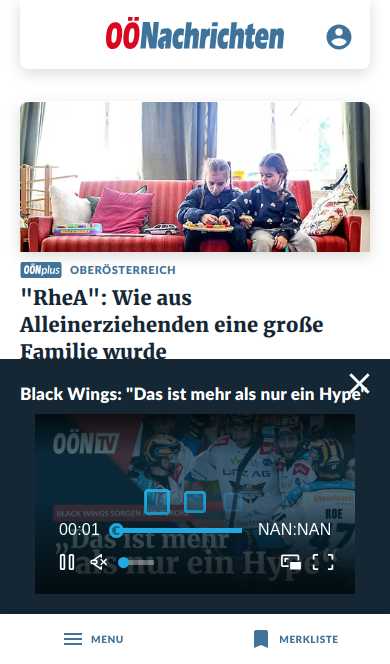 OÖNachrichten
OÖNplus OBERÖSTERREICH
"RheA": Wie aus
Alleinerziehenden eine große
Familie wurde
Black Wings: "Das ist mehr als nur ein Hype"
OÖN TV
BLACK WINGS SORGEN
ROE
00:01 NAN:NAN
„Das ist mehr
als nur ein Hype"
MENU MERKLISTE